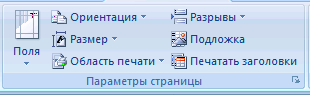 Поля
Ориентация
Размер
Область печати
Разрывы
Подложка
Печатать заголовки
Параметры страницы